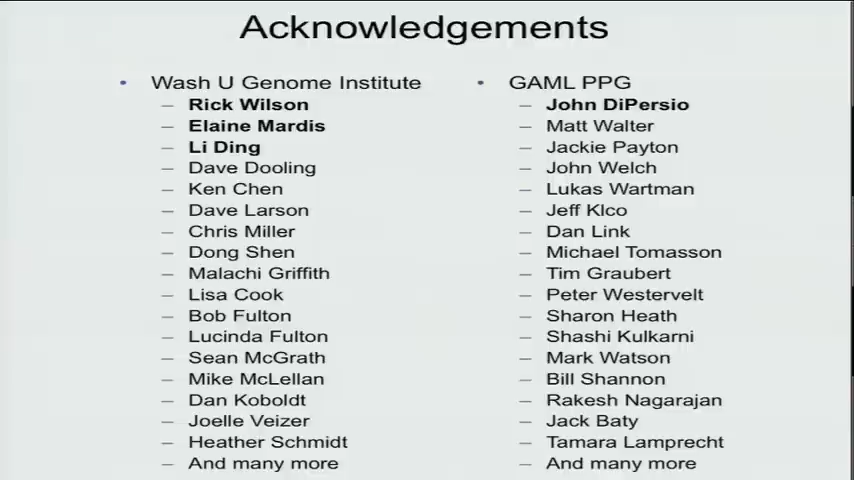 Acknowledgements
• Wash U Genome Institute
– Rick Wilson
– Elaine Mardis
– Li Ding
– Dave Dooling
– Ken Chen
– Dave Larson
– Chris Miller
– Dong Shen
– Malachi Griffith
– Lisa Cook
– Bob Fulton
– Lucinda Fulton
– Sean McGrath
– Mike McLellan
– Dan Koboldt
– Joelle Veizer
– Heather Schmidt
– And many more
• GAML PPG
– John DiPersio
– Matt Walter
– Jackie Payton
– John Welch
– Lukas Wartman
– Jeff Klco
– Dan Link
– Michael Tomasson
– Tim Graubert
– Peter Westervelt
– Sharon Heath
– Shashi Kulkarni
– Mark Watson
– Bill Shannon
– Rakesh Nagarajan
– Jack Baty
– Tamara Lamprecht
– And many more